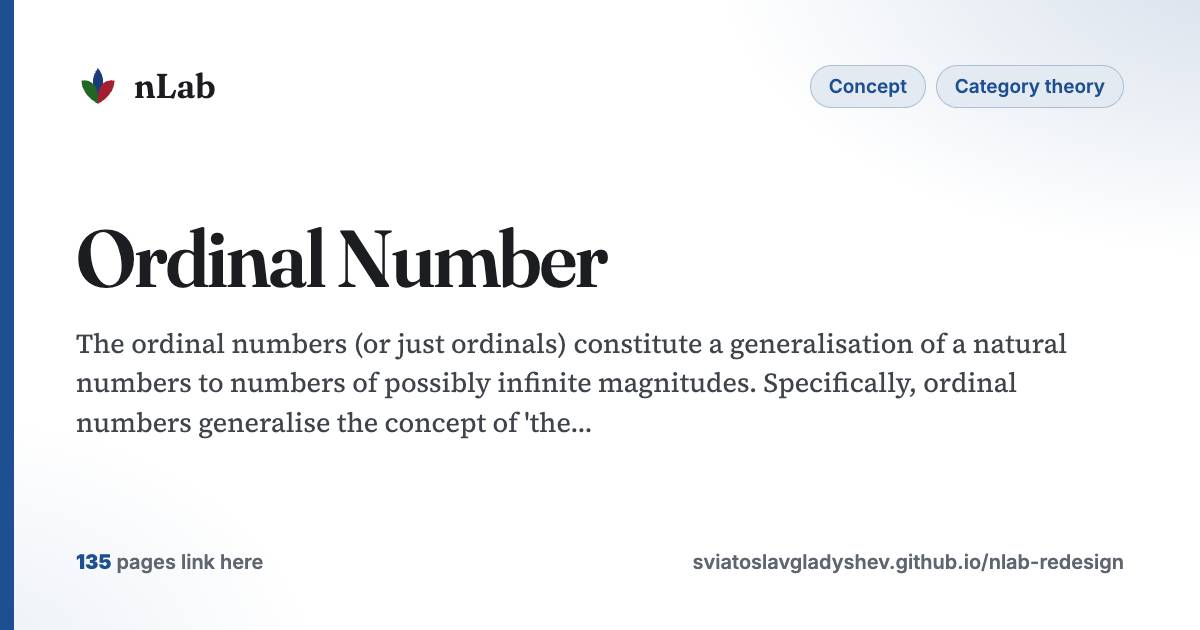 nLab
Concept
Category theory
Ordinal Number
The ordinal numbers (or just ordinals) constitute a generalisation of a natural
numbers to numbers of possibly infinite magnitudes. Specifically, ordinal
numbers generalise the concept of 'the...
135 pages link here
sviatoslavgladyshev.github.io/nlab-redesign